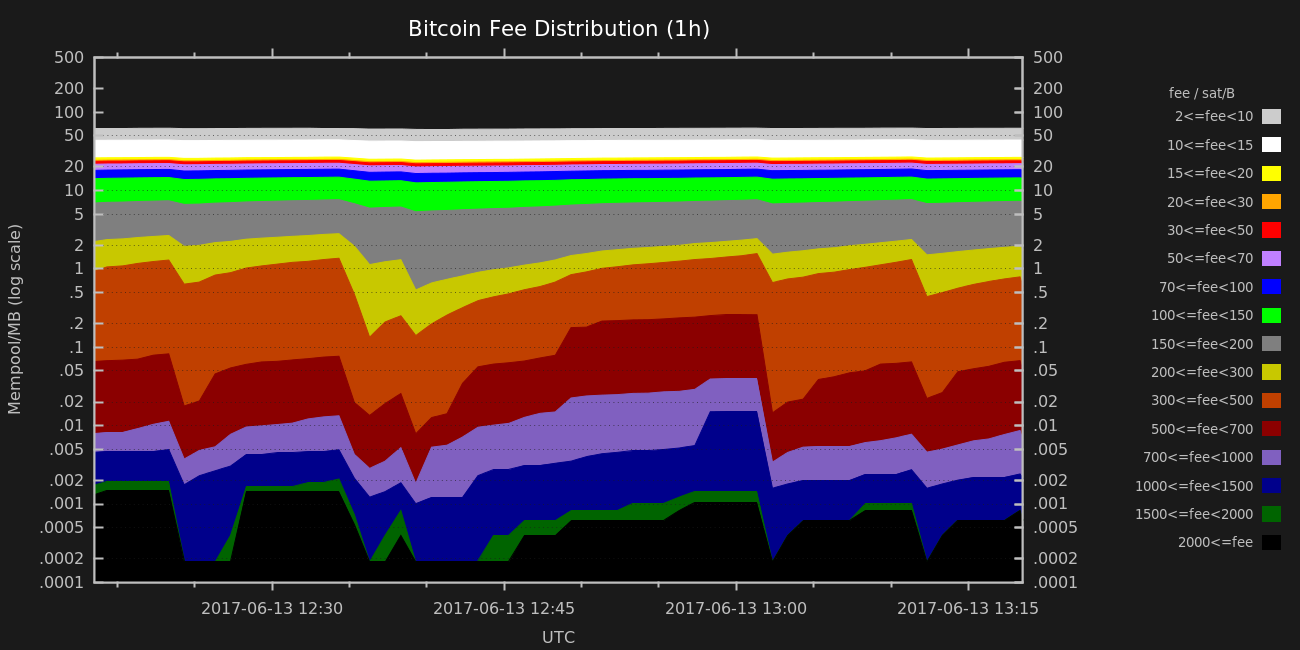 Bitcoin Fee Distribution (1h)
Mempool/MB (log scale)
500
200
100
50
20
10
5
2
1
.5
.2
.1
.05
.02
.01
.005
.002
.001
.0005
.0002
.0001
500
200
100
50
20
10
5
2
1
.5
.2
.1
.05
.02
.01
.005
.002
.001
.0005
.0002
.0001
2017-06-13 12:30 2017-06-13 12:45 2017-06-13 13:00 2017-06-13 13:15
UTC
fee / sat/B
2<=fee<10
10<=fee<15
15<=fee<20
20<=fee<30
30<=fee<50
50<=fee<70
70<=fee<100
100<=fee<150
150<=fee<200
200<=fee<300
300<=fee<500
500<=fee<700
700<=fee<1000
1000<=fee<1500
1500<=fee<2000
2000<=fee